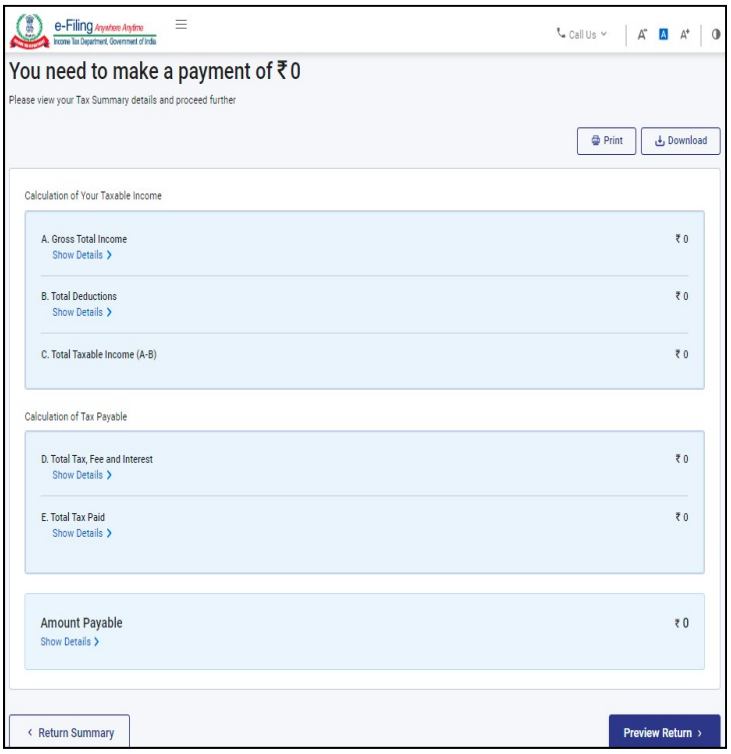 e-Filing Anywhere Anytime
Income Tax Department, Government of India
Call Us
A- A A+
You need to make a payment of ₹ 0
Please view your Tax Summary details and proceed further
Print
Download
Calculation of Your Taxable Income
A. Gross Total Income ₹ 0
Show Details
B. Total Deductions ₹ 0
Show Details
C. Total Taxable Income (A-B) ₹ 0
Calculation of Tax Payable
D. Total Tax, Fee and Interest ₹ 0
Show Details
E. Total Tax Paid ₹ 0
Show Details
Amount Payable ₹ 0
Show Details
< Return Summary
Preview Return >